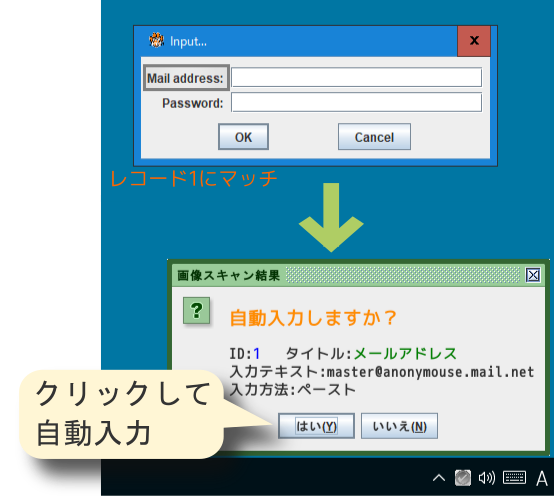 Input...
x
Mail address:
Password:
OK Cancel
レコード1にマッチ
画像スキャン結果
?
自動入力しますか？
ID:1 タイトル:メールアドレス
入力テキスト:master@anonymouse.mail.net
入力方法:ペースト
はい(Y) いいえ(N)
クリックして
自動入力
A